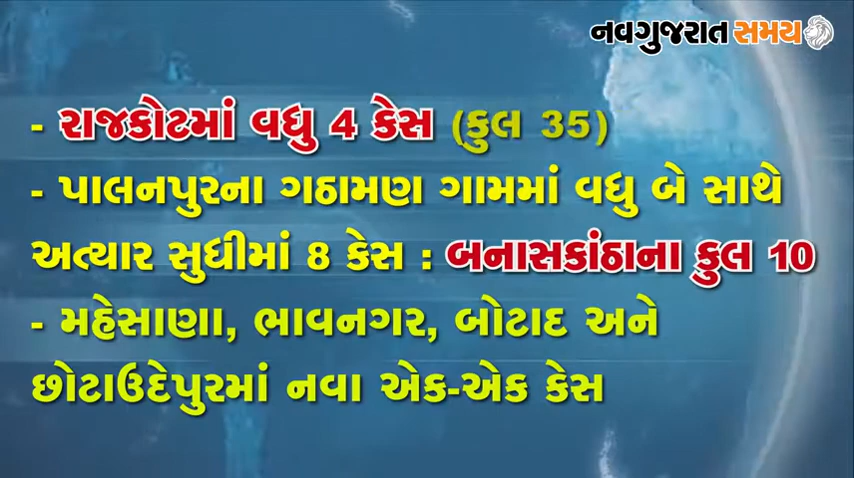 નવગુજરાત સમય
- રાજકોટમાં વધુ 4 કેસ (કુલ 35)
- પાલનપુરના ગઠામણ ગામમાં વધુ બે સાથે
અત્યાર સુધીમાં 8 કેસ : બનાસકાંઠાના કુલ 10
- મહેસાણા, ભાવનગર, બોટાદ અને
છોટાઉદેપુરમાં નવા એક-એક કેસ